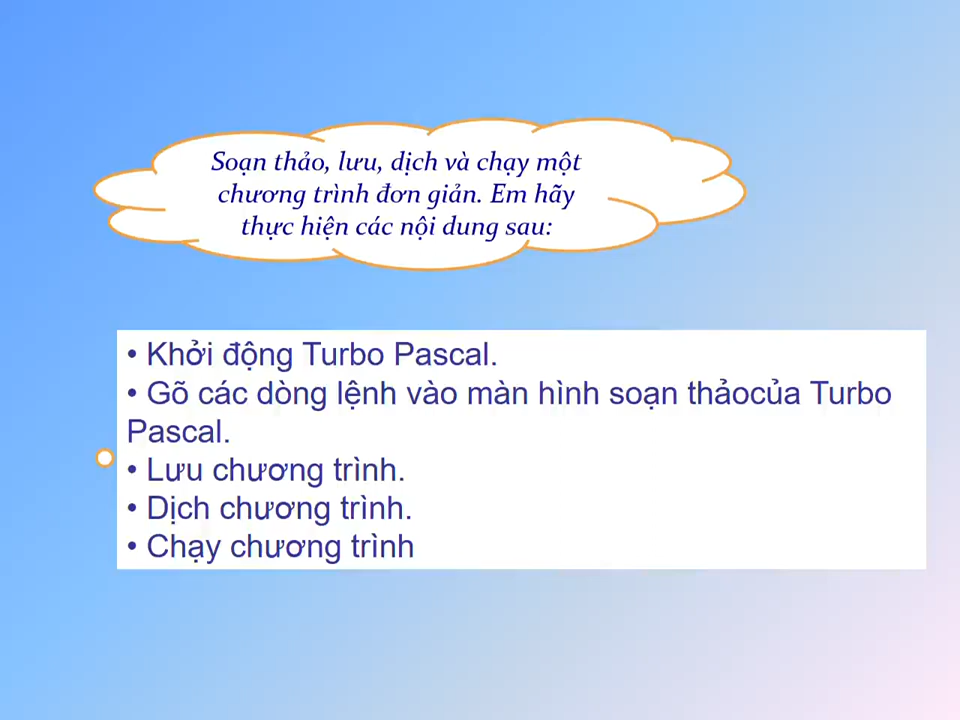 Soạn thảo, lưu, dịch và chạy một
chương trình đơn giản. Em hãy
thực hiện các nội dung sau:
• Khởi động Turbo Pascal.
• Gõ các dòng lệnh vào màn hình soạn thảocủa Turbo
Pascal.
• Lưu chương trình.
• Dịch chương trình.
• Chạy chương trình